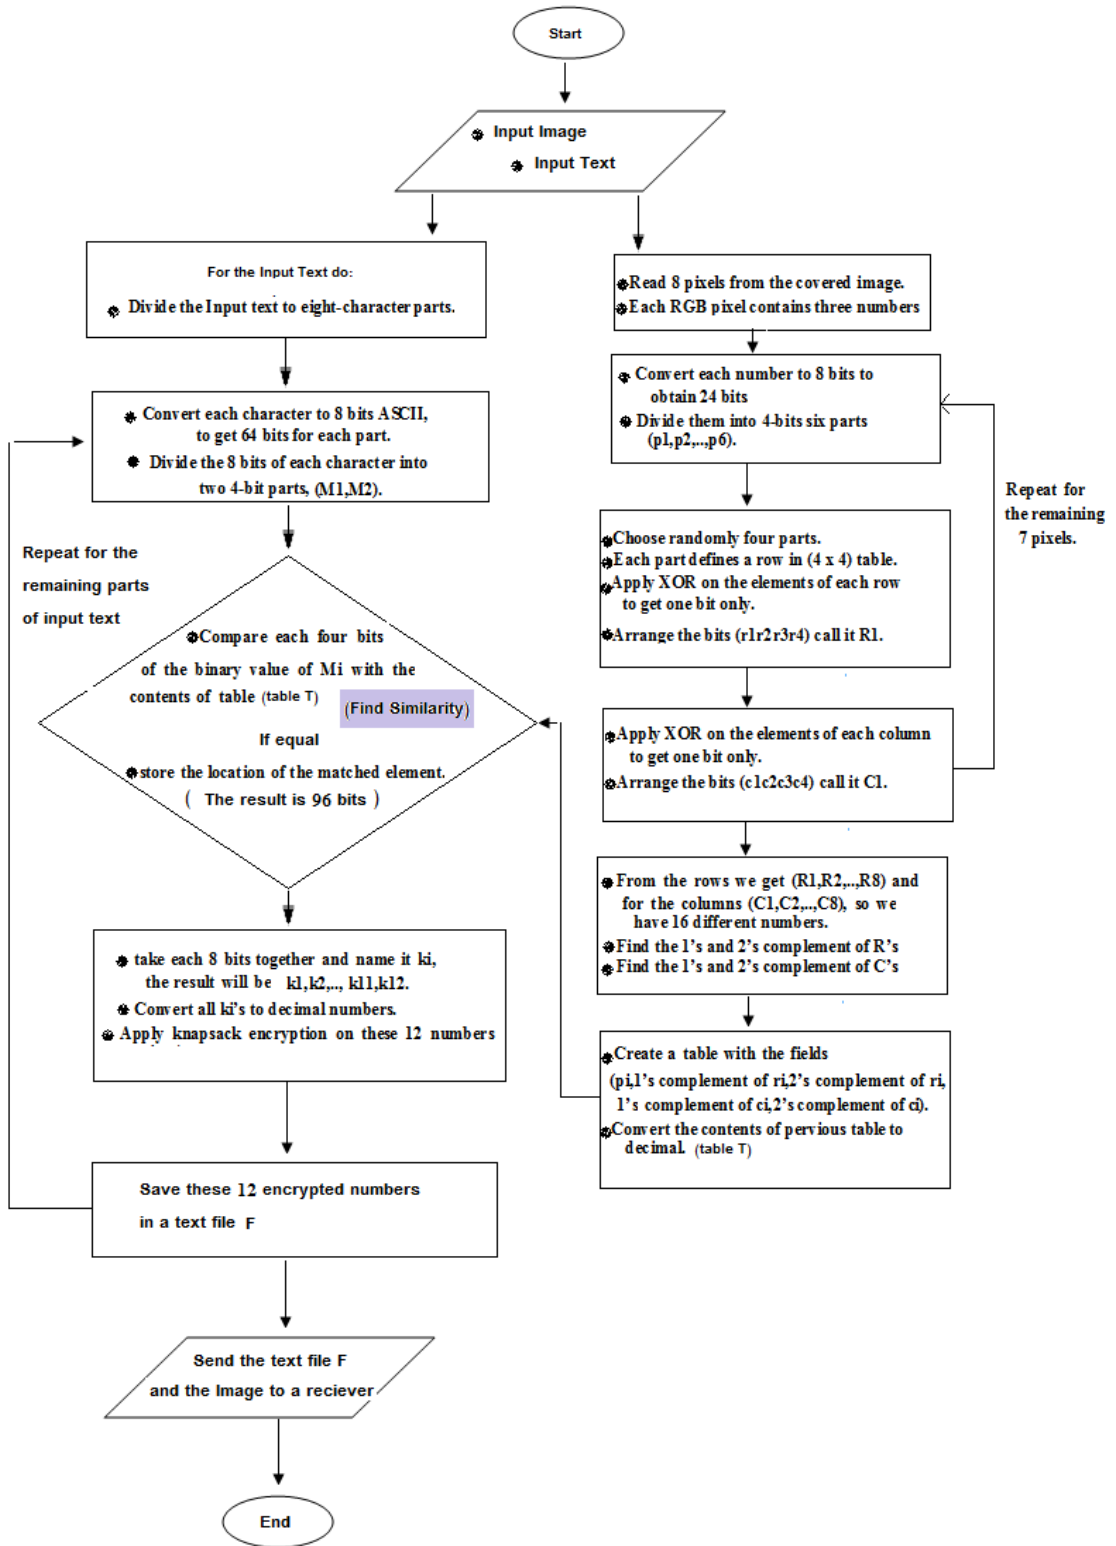 Start
Input Image
Input Text
For the Input Text do:
Divide the Input text to eight-character parts.
Convert each character to 8 bits ASCII,
to get 64 bits for each part.
Divide the 8 bits of each character into
two 4-bit parts, (M1,M2).
Repeat for the
remaining parts
of input text
Compare each four bits
of the binary value of Mi with the
contents of table (table T)
(Find Similarity)
If equal
store the location of the matched element.
( The result is 96 bits )
take each 8 bits together and name it ki,
the result will be k1,k2,.., k11,k12.
Convert all ki's to decimal numbers.
Apply knapsack encryption on these 12 numbers
Save these 12 encrypted numbers
in a text file F
Send the text file F
and the Image to a reciever
End
Read 8 pixels from the covered image.
Each RGB pixel contains three numbers
Convert each number to 8 bits to
obtain 24 bits
Divide them into 4-bits six parts
(p1,p2,..,p6).
Repeat for
the remaining
7 pixels.
Choose randomly four parts.
Each part defines a row in (4 x 4) table.
Apply XOR on the elements of each row
to get one bit only.
Arrange the bits (r1r2r3r4) call it R1.
Apply XOR on the elements of each column
to get one bit only.
Arrange the bits (c1c2c3c4) call it C1.
From the rows we get (R1,R2,..,R8) and
for the columns (C1,C2,..,C8), so we
have 16 different numbers.
Find the 1's and 2's complement of R's
Find the 1's and 2's complement of C's
Create a table with the fields
(pi,1's complement of ri,2's complement of ri,
1's complement of ci,2's complement of ci).
Convert the contents of pervious table to
decimal. (table T)